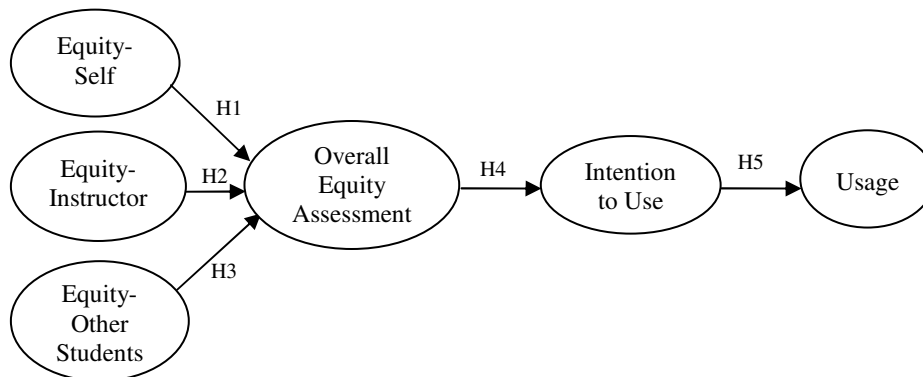 Equity-
Self
H1
Equity-
Instructor
H2
Overall
Equity
Assessment
H4
Intention
to Use
H5
Usage
H3
Equity-
Other
Students